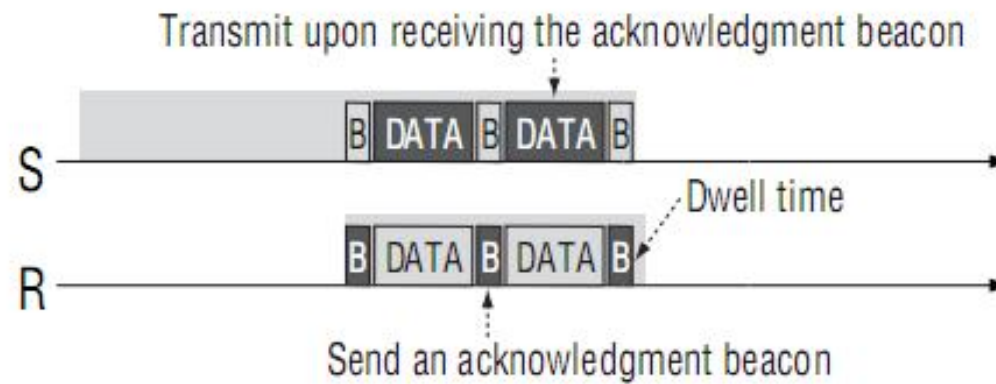 Transmit upon receiving the acknowledgment beacon
B DATA B DATA B
S
Dwell time
B DATA B DATA B
R
Send an acknowledgment beacon